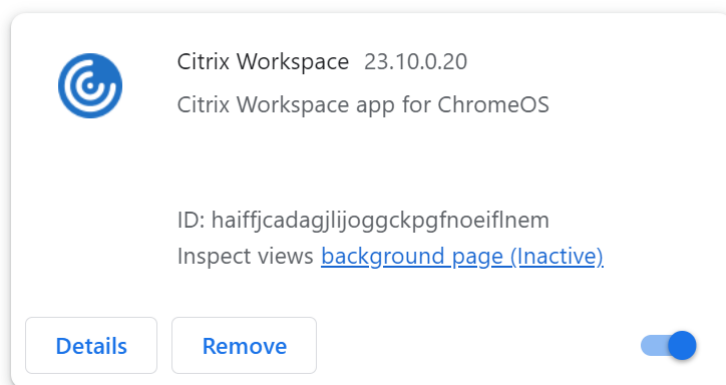 Citrix Workspace 23.10.0.20
Citrix Workspace app for ChromeOS
ID: haiffjcadagjlijoggckpgfnoeiflnem
Inspect views background page (Inactive)
Details
Remove